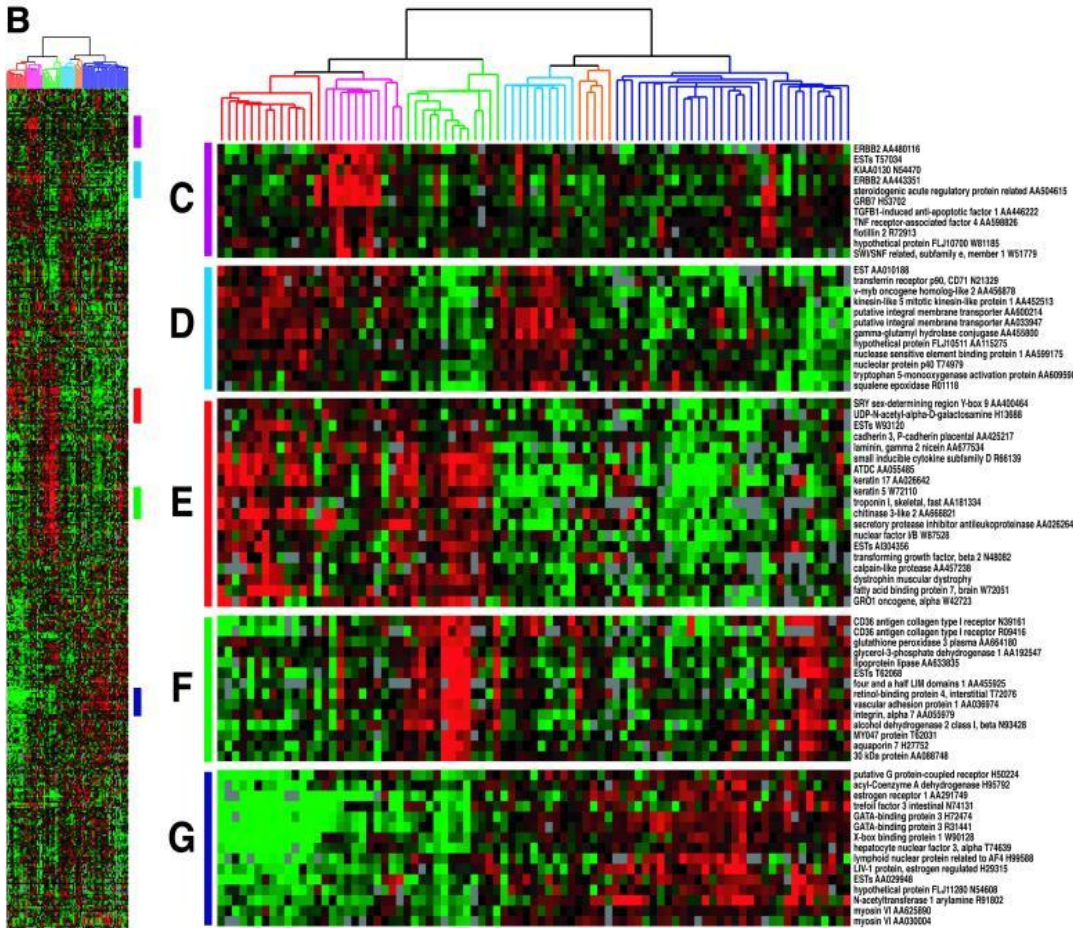 B
C
ERBB2 AA480116
ESTs T57034
KIAA0130 N54470
ERBB2 AA443351
steroidogenic acute regulatory protein related AA504615
GRB7 H53702
TGFB1-induced anti-apoptotic factor 1 AA446222
TNF receptor-associated factor 4 AA598826
flotillin 2 R72913
hypothetical protein FLJ10700 W81185
SWI/SNF related, subfamily e, member 1 W51779
D
EST AA010188
transferrin receptor p90, CD71 N21329
v-myb oncogene homolog-like 2 AA456878
kinesin-like 5 mitotic kinesin-like protein 1 AA452513
putative integral membrane transporter AA600214
putative integral membrane transporter AA033947
gamma-glutamyl hydrolase conjugase AA455800
hypothetical protein FLJ10511 AA115275
nuclease sensitive element binding protein 1 AA599175
nucleolar protein p40 T74979
tryptophan 5-monooxygenase activation protein AA609598
squalene epoxidase R01118
E
SRY sex-determining region Y-box 9 AA400464
UDP-N-acetyl-alpha-D-galactosamine H13688
ESTs W93120
cadherin 3, P-cadherin placental AA425217
laminin, gamma 2 nicein AA677534
small inducible cytokine subfamily D R66139
ATDC AA055485
keratin 17 AA026642
keratin 5 W72110
troponin I, skeletal, fast AA181334
chitinase 3-like 2 AA668821
secretory protease inhibitor antileukoproteinase AA026264
nuclear factor I/B W87528
ESTs AI304356
transforming growth factor, beta 2 N48082
calpain-like protease AA457238
dystrophin muscular dystrophy
fatty acid binding protein 7, brain W72051
GRO1 oncogene, alpha W42723
F
CD36 antigen collagen type I receptor N39161
CD36 antigen collagen type I receptor R09416
glutathione peroxidase 3 plasma AA664180
glycerol-3-phosphate dehydrogenase 1 AA192547
lipoprotein lipase AA633835
ESTs T62068
four and a half LIM domains 1 AA455925
retinol-binding protein 4, interstitial T72076
vascular adhesion protein 1 AA036974
integrin, alpha 7 AA055979
alcohol dehydrogenase 2 class I, beta N93428
MY047 protein T62031
aquaporin 7 H27752
30 kDa protein AA088748
G
putative G protein-coupled receptor H50224
acyl-Coenzyme A dehydrogenase H95792
estrogen receptor 1 AA291749
trefoil factor 3 intestinal N74131
GATA-binding protein 3 H72474
GATA-binding protein 3 R31441
X-box binding protein 1 W90128
hepatocyte nuclear factor 3, alpha T74639
lymphoid nuclear protein related to AF4 H99588
LIV-1 protein, estrogen regulated H29315
ESTs AA029948
hypothetical protein FLJ11280 N54608
N-acetyltransferase 1 arylamine R91802
myosin VI AA625890
myosin VI AA030004